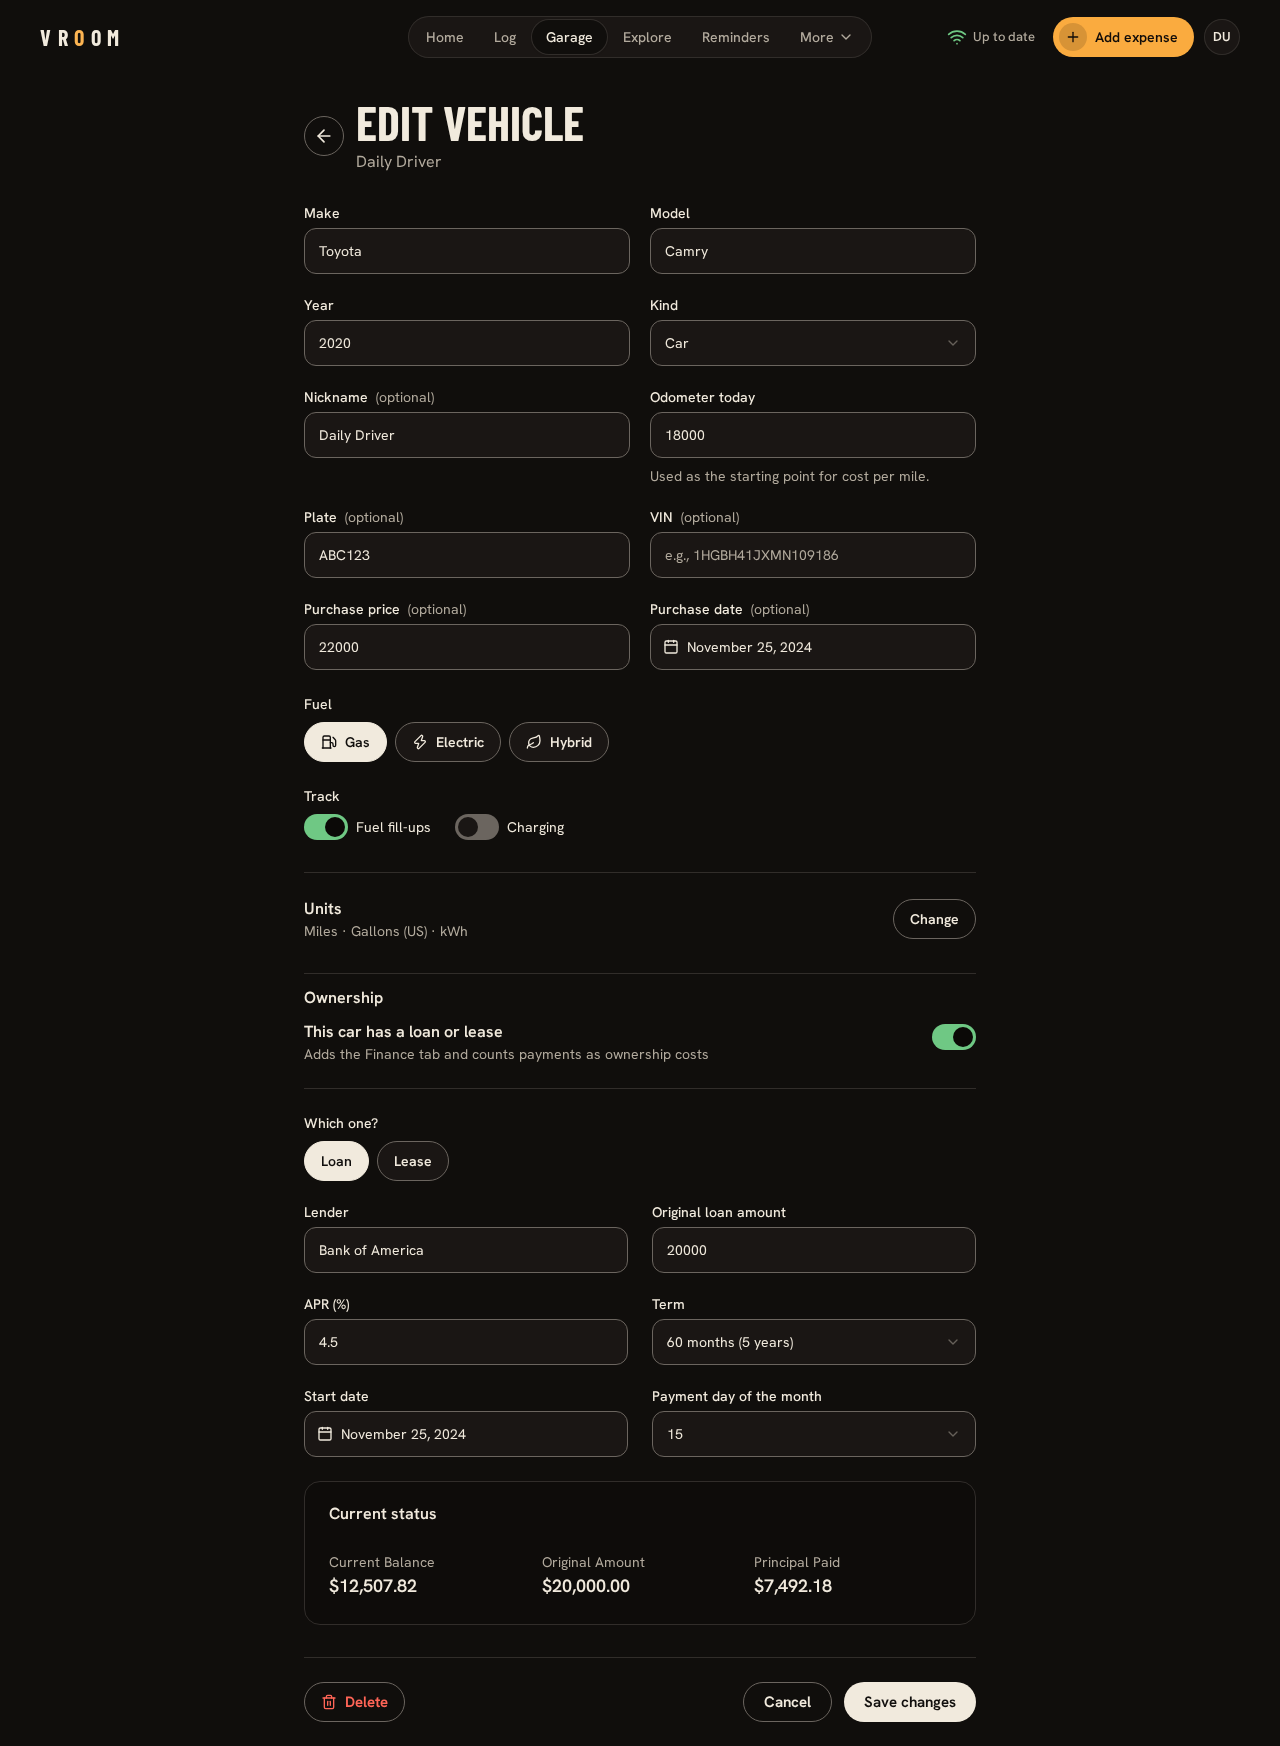 VROOM
Home Log Garage Explore Reminders More
Up to date
Add expense
DU
EDIT VEHICLE
Daily Driver
Make Model
Toyota Camry
Year Kind
2020 Car
Nickname (optional) Odometer today
Daily Driver 18000
Used as the starting point for cost per mile.
Plate (optional) VIN (optional)
ABC123 e.g., 1HGBH41JXMN109186
Purchase price (optional) Purchase date (optional)
22000 November 25, 2024
Fuel
Gas Electric Hybrid
Track
Fuel fill-ups Charging
Units
Miles · Gallons (US) · kWh
Change
Ownership
This car has a loan or lease
Adds the Finance tab and counts payments as ownership costs
Which one?
Loan Lease
Lender Original loan amount
Bank of America 20000
APR (%) Term
4.5 60 months (5 years)
Start date Payment day of the month
November 25, 2024 15
Current status
Current Balance Original Amount Principal Paid
$12,507.82 $20,000.00 $7,492.18
Delete Cancel Save changes